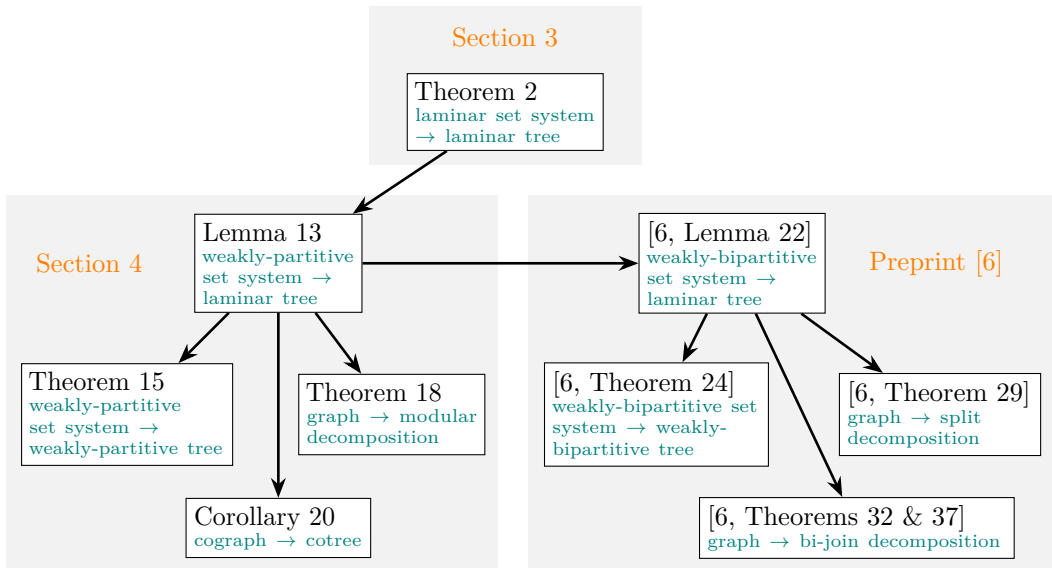 Section 3
Theorem 2
laminar set system
→ laminar tree
Section 4
Lemma 13
weakly-partitive
set system →
laminar tree
Theorem 15
weakly-partitive
set system →
weakly-partitive tree
Theorem 18
graph → modular
decomposition
Corollary 20
cograph → cotree
Preprint [6]
[6, Lemma 22]
weakly-bipartitive
set system →
laminar tree
[6, Theorem 24]
weakly-bipartitive set
system → weakly-
bipartitive tree
[6, Theorem 29]
graph → split
decomposition
[6, Theorems 32 & 37]
graph → bi-join decomposition